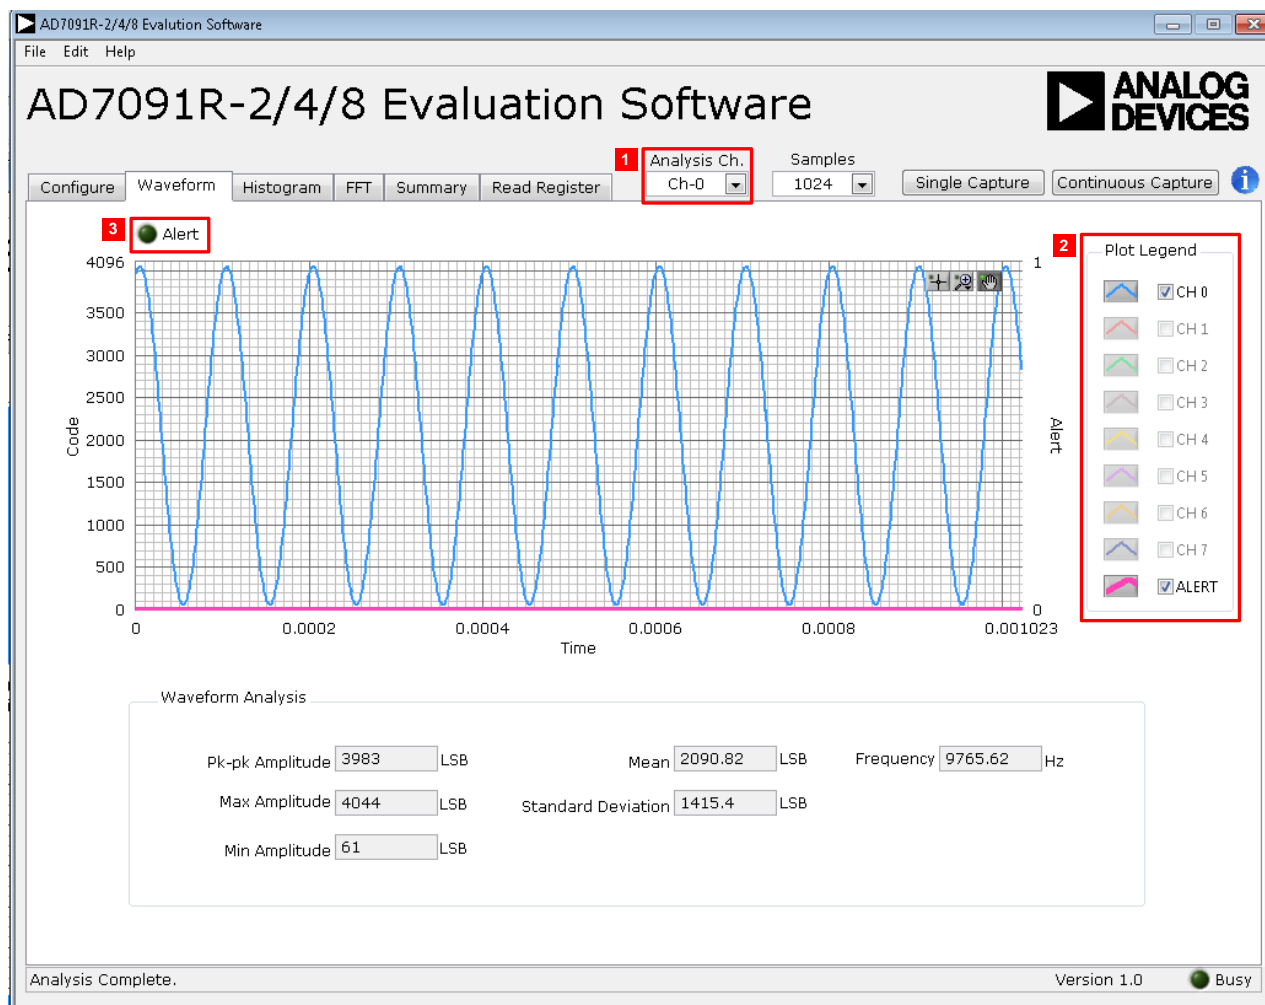 AD7091R-2/4/8 Evalution Software
File Edit Help
AD7091R-2/4/8 Evaluation Software
ANALOG
DEVICES
1 Analysis Ch. Samples
Configure Waveform Histogram FFT Summary Read Register Ch-0 1024 Single Capture Continuous Capture i
3 Alert
2 Plot Legend
CH 0
CH 1
CH 2
CH 3
CH 4
CH 5
CH 6
CH 7
ALERT
4096
3500
3000
2500
2000
1500
1000
500
0
Code
1
0
Alert
0 0.0002 0.0004 0.0006 0.0008 0.001023
Time
Waveform Analysis
Pk-pk Amplitude 3983 LSB Mean 2090.82 LSB Frequency 9765.62 Hz
Max Amplitude 4044 LSB Standard Deviation 1415.4 LSB
Min Amplitude 61 LSB
Analysis Complete. Version 1.0 Busy